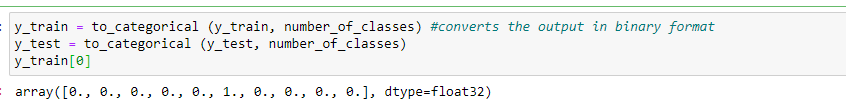 y_train = to_categorical (y_train, number_of_classes) #converts the output in binary format
y_test = to_categorical (y_test, number_of_classes)
y_train[0]
array([0., 0., 0., 0., 0., 1., 0., 0., 0., 0.], dtype=float32)